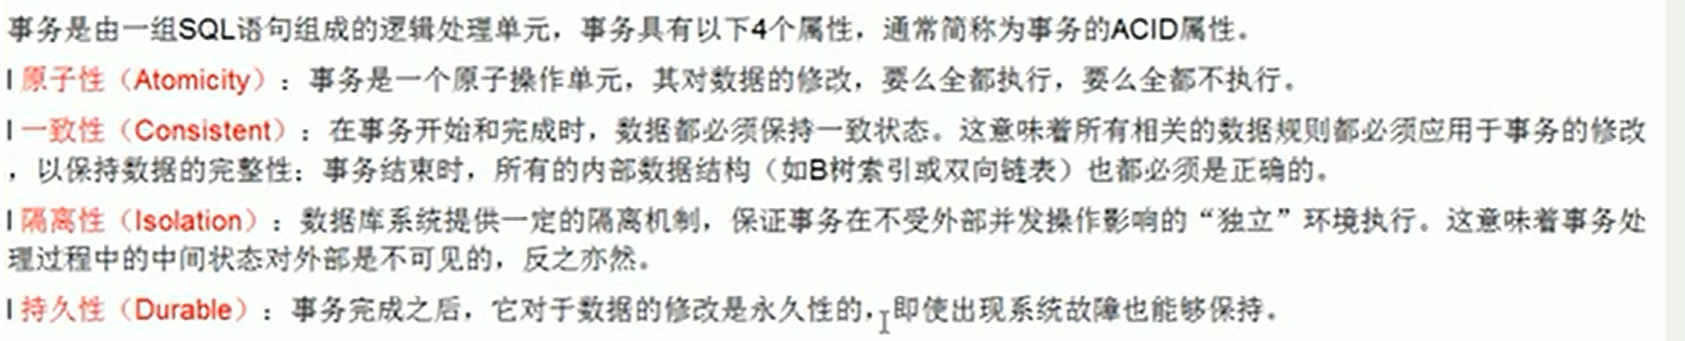 事务是由一组SQL语句组成的逻辑处理单元，事务具有以下4个属性，通常简称为事务的ACID属性。
l 原子性（Atomicity）：事务是一个原子操作单元，其对数据的修改，要么全都执行，要么全都不执行。
l 一致性（Consistent）：在事务开始和完成时，数据都必须保持一致状态。这意味着所有相关的数据规则都必须应用于事务的修改
，以保持数据的完整性；事务结束时，所有的内部数据结构（如B树索引或双向链表）也都必须是正确的。
l 隔离性（Isolation）：数据库系统提供一定的隔离机制，保证事务在不受外部并发操作影响的“独立”环境执行。这意味着事务处
理过程中的中间状态对外部是不可见的，反之亦然。
l 持久性（Durable）：事务完成之后，它对于数据的修改是永久性的，即使出现系统故障也能够保持。